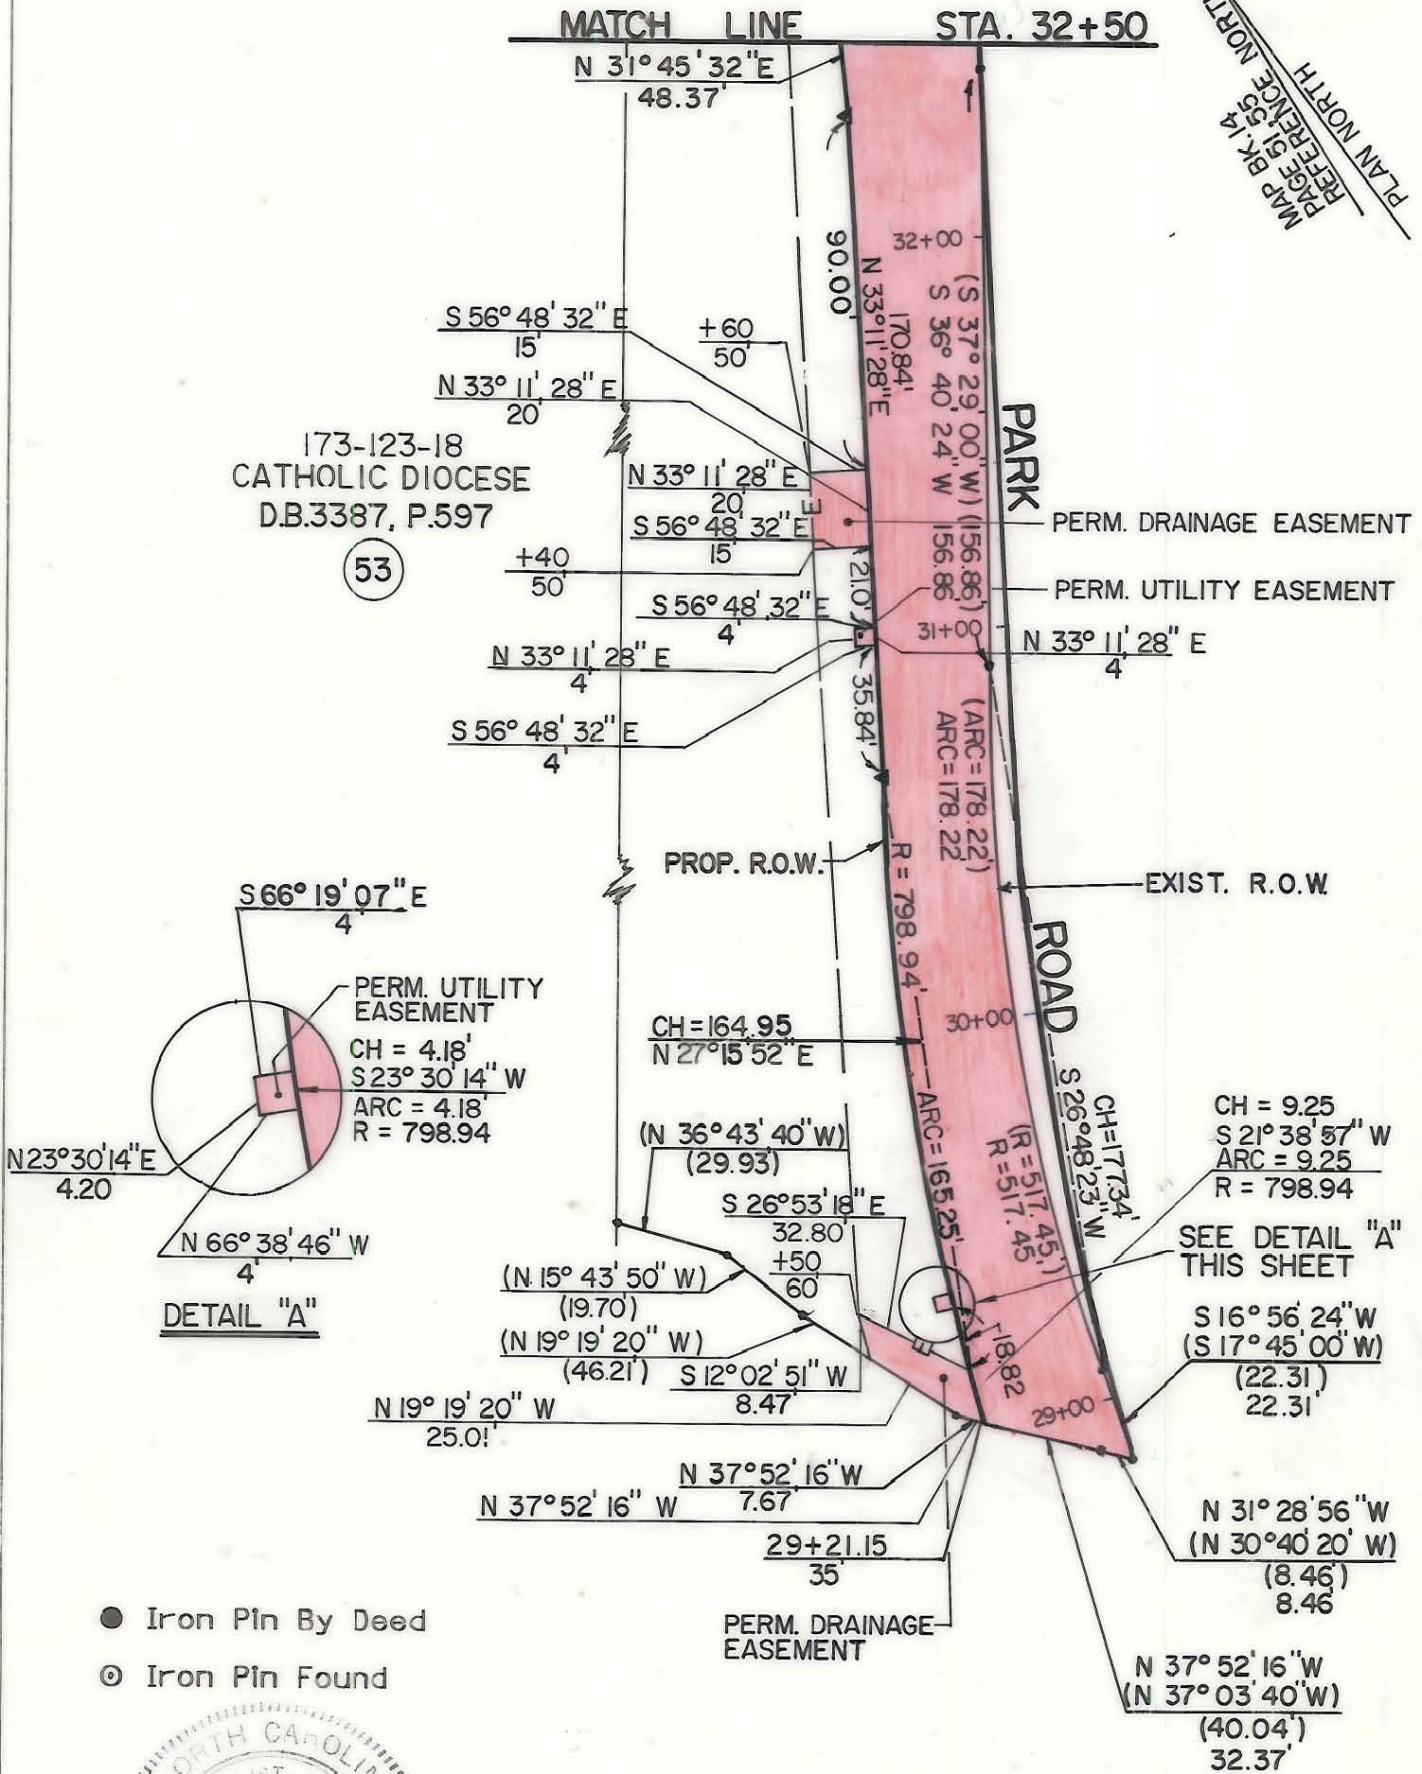 MATCH LINE STA. 32+50
N 31° 45' 32" E
48.37'
MAP BK. 14
PAGE 51, 55
REFERENCE NORTH
PLAN NORTH
32+00
90.00'
N 33° 11' 28" E
170.84'
(S 37° 29' 00" W) (156.86')
S 36° 40' 24" W 156.86'
PARK
S 56° 48' 32" E
15'
+60
50'
N 33° 11' 28" E
20'
173-123-18
CATHOLIC DIOCESE
D.B.3387, P.597
53
N 33° 11' 28" E
20'
E
S 56° 48' 32" E
15'
PERM. DRAINAGE EASEMENT
+40
50'
21.0'
PERM. UTILITY EASEMENT
S 56° 48' 32" E
4'
31+00
N 33° 11' 28" E
4'
N 33° 11' 28" E
4'
35.84'
S 56° 48' 32" E
4'
(ARC=178.22')
ARC=178.22'
PROP. R.O.W.
R = 798.94'
EXIST. R.O.W.
S 66° 19' 07" E
4'
ROAD
PERM. UTILITY
EASEMENT
CH = 4.18'
S 23° 30' 14" W
ARC = 4.18'
R = 798.94
CH = 164.95
N 27° 15' 52" E
30+00
CH=177.34'
S 26° 48' 23" W
CH = 9.25
S 21° 38' 57" W
ARC = 9.25
R = 798.94
N 23° 30' 14" E
4.20
(N 36° 43' 40" W)
(29.93')
ARC=165.25'
(R=517.45')
R=517.45'
S 26° 53' 18" E
32.80'
N 66° 38' 46" W
4'
DETAIL "A"
SEE DETAIL "A"
THIS SHEET
+50
60'
(N 15° 43' 50" W)
(19.70')
S 16° 56' 24" W
(S 17° 45' 00" W)
(22.31')
22.31'
(N 19° 19' 20" W)
(46.21')
E
18.82
S 12° 02' 51" W
8.47'
N 19° 19' 20" W
25.01'
29+00
N 37° 52' 16" W
7.67'
N 37° 52' 16" W
29+21.15
35'
N 31° 28' 56" W
(N 30° 40' 20" W)
(8.46')
8.46'
PERM. DRAINAGE
EASEMENT
● Iron Pin By Deed
⊙ Iron Pin Found
N 37° 52' 16" W
(N 37° 03' 40" W)
(40.04')
32.37'